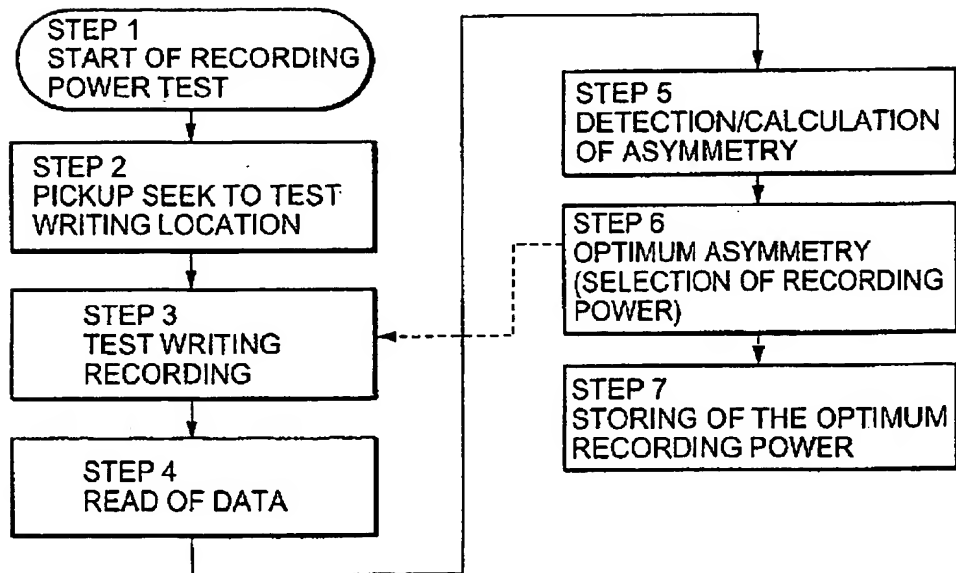 STEP 1
START OF RECORDING
POWER TEST
STEP 2
PICKUP SEEK TO TEST
WRITING LOCATION
STEP 3
TEST WRITING
RECORDING
STEP 4
READ OF DATA
STEP 5
DETECTION/CALCULATION
OF ASYMMETRY
STEP 6
OPTIMUM ASYMMETRY
(SELECTION OF RECORDING
POWER)
STEP 7
STORING OF THE OPTIMUM
RECORDING POWER